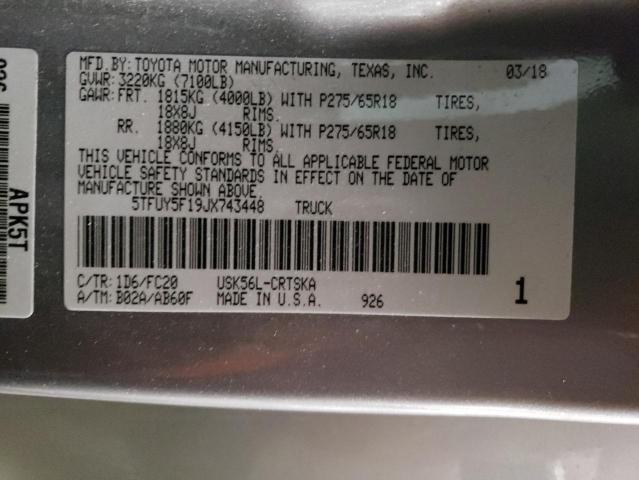 MFD.BY: TOYOTA MOTOR MANUFACTURING, TEXAS, INC. 03/18
GVWR: 3220KG (7100LB)
GAWR: FRT. 1815KG (4000LB) WITH P275/65R18 TIRES,
18X8J RIMS.
RR. 1880KG (4150LB) WITH P275/65R18 TIRES,
18X8J RIMS.
THIS VEHICLE CONFORMS TO ALL APPLICABLE FEDERAL MOTOR
VEHICLE SAFETY STANDARDS IN EFFECT ON THE DATE OF
MANUFACTURE SHOWN ABOVE.
5TFUY5F19JX743448 TRUCK
C/TR: 1D6/FC20 USK56L-CRTSKA
A/TM: B02A/AB60F MADE IN U.S.A. 926 1
APK5T